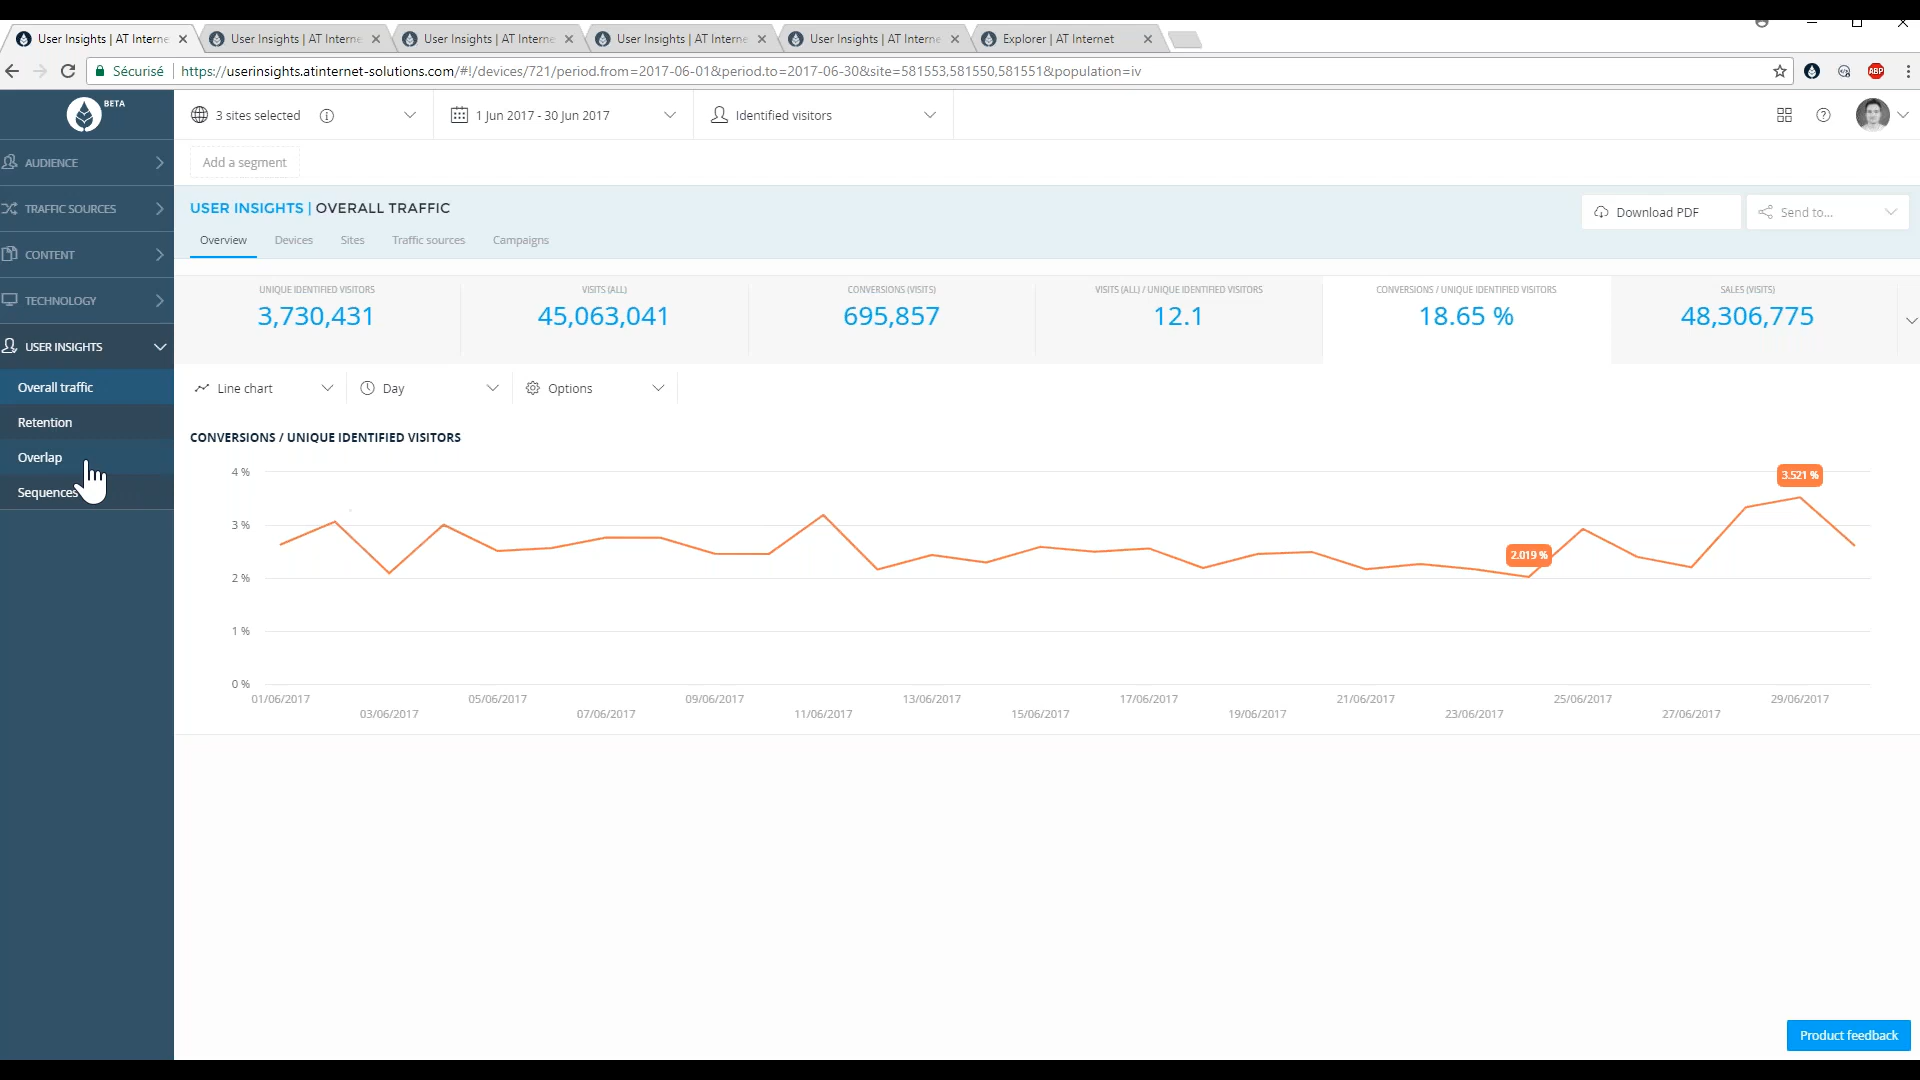 User Insights | AT Interne
User Insights | AT Interne
User Insights | AT Interne
User Insights | AT Interne
User Insights | AT Interne
Explorer | AT Internet
Sécurisé
https://userinsights.atinternet-solutions.com/#!/devices/721/period.from=2017-06-01&period.to=2017-06-30&site=581553,581550,581551&population=iv
ABP
BETA
3 sites selected
1 Jun 2017 - 30 Jun 2017
Identified visitors
AUDIENCE
TRAFFIC SOURCES
CONTENT
TECHNOLOGY
USER INSIGHTS
Overall traffic
Retention
Overlap
Sequences
Add a segment
USER INSIGHTS | OVERALL TRAFFIC
Download PDF
Send to...
Overview
Devices
Sites
Traffic sources
Campaigns
UNIQUE IDENTIFIED VISITORS
3,730,431
VISITS (ALL)
45,063,041
CONVERSIONS (VISITS)
695,857
VISITS (ALL) / UNIQUE IDENTIFIED VISITORS
12.1
CONVERSIONS / UNIQUE IDENTIFIED VISITORS
18.65 %
SALES (VISITS)
48,306,775
Line chart
Day
Options
CONVERSIONS / UNIQUE IDENTIFIED VISITORS
4 %
3 %
2 %
1 %
0 %
3.521 %
2.019 %
01/06/2017
03/06/2017
05/06/2017
07/06/2017
09/06/2017
11/06/2017
13/06/2017
15/06/2017
17/06/2017
19/06/2017
21/06/2017
23/06/2017
25/06/2017
27/06/2017
29/06/2017
Product feedback